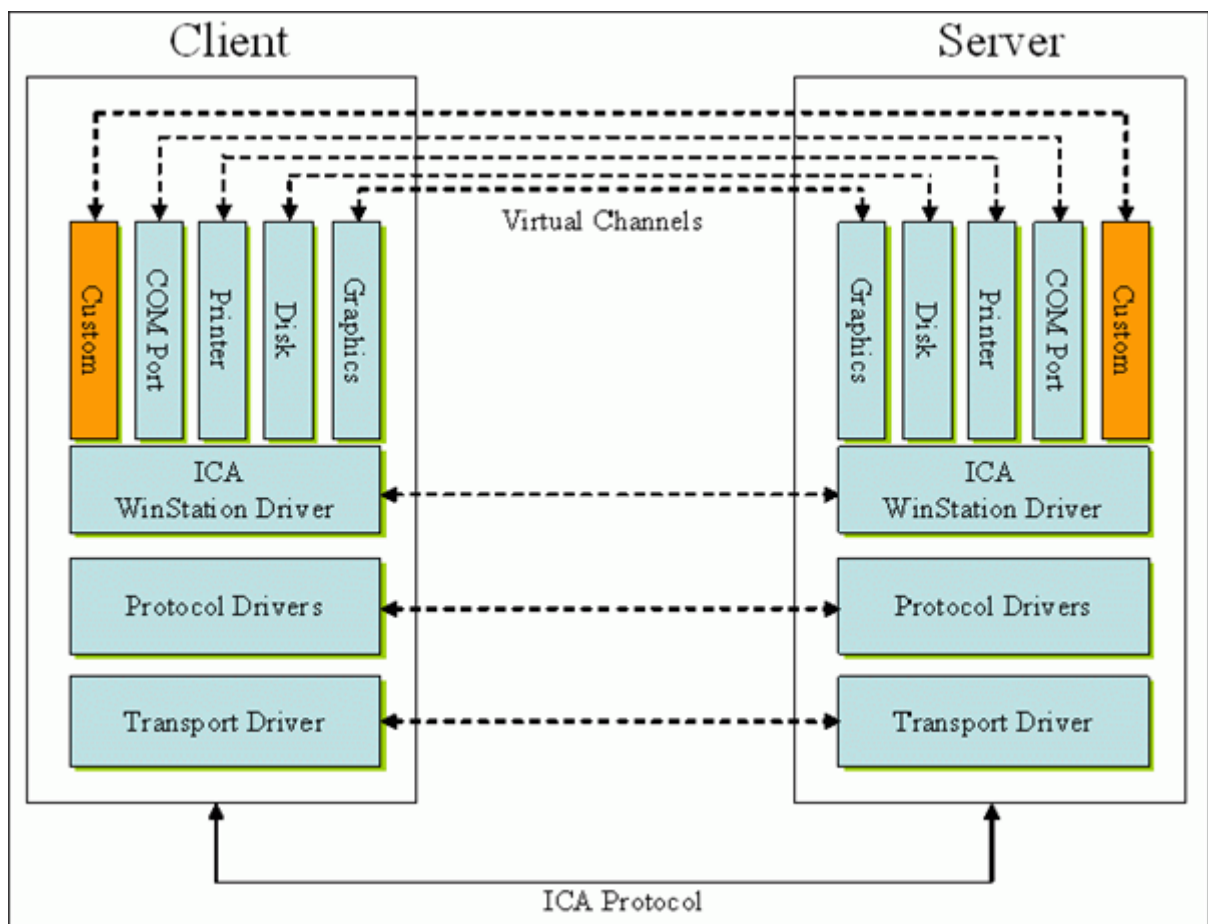 Client
Server
Virtual Channels
Custom
COM Port
Printer
Disk
Graphics
Graphics
Disk
Printer
COM Port
Custom
ICA
WinStation Driver
ICA
WinStation Driver
Protocol Drivers
Protocol Drivers
Transport Driver
Transport Driver
ICA Protocol